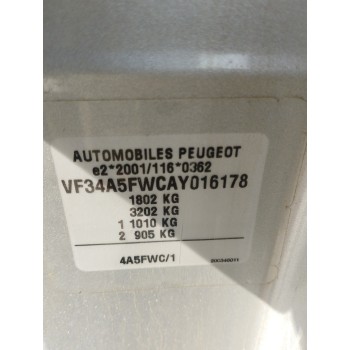 AUTOMOBILES PEUGEOT
e2*2001/116*0362
VF34A5FWCAY016178
1802 KG
3202 KG
1 1010 KG
2 905 KG
4A5FWC/1